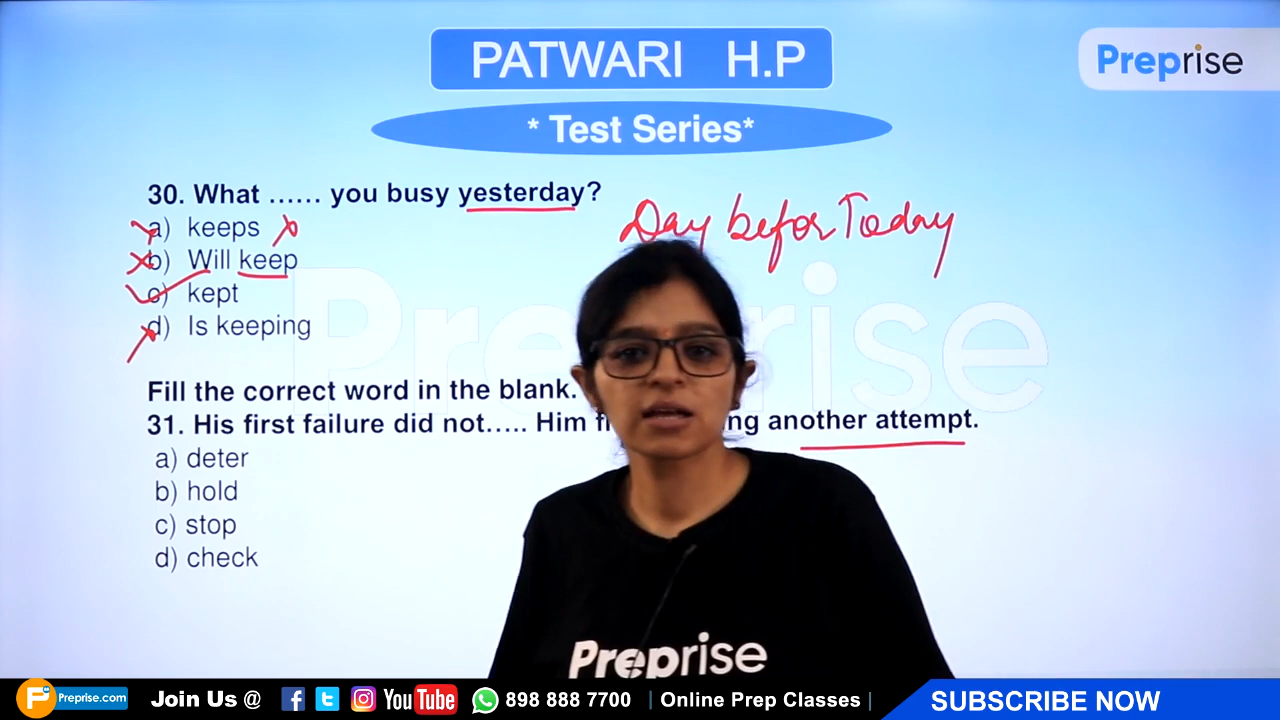 PATWARI H.P
Preprise
* Test Series*
30. What ...... you busy yesterday?
Day befor Today
a) keeps
b) Will keep
c) kept
d) Is keeping
Preprise
Fill the correct word in the blank.
31. His first failure did not..... Him ng another attempt.
a) deter
b) hold
c) stop
d) check
Preprise
Preprise.com Join Us @ YouTube 898 888 7700 | Online Prep Classes | SUBSCRIBE NOW